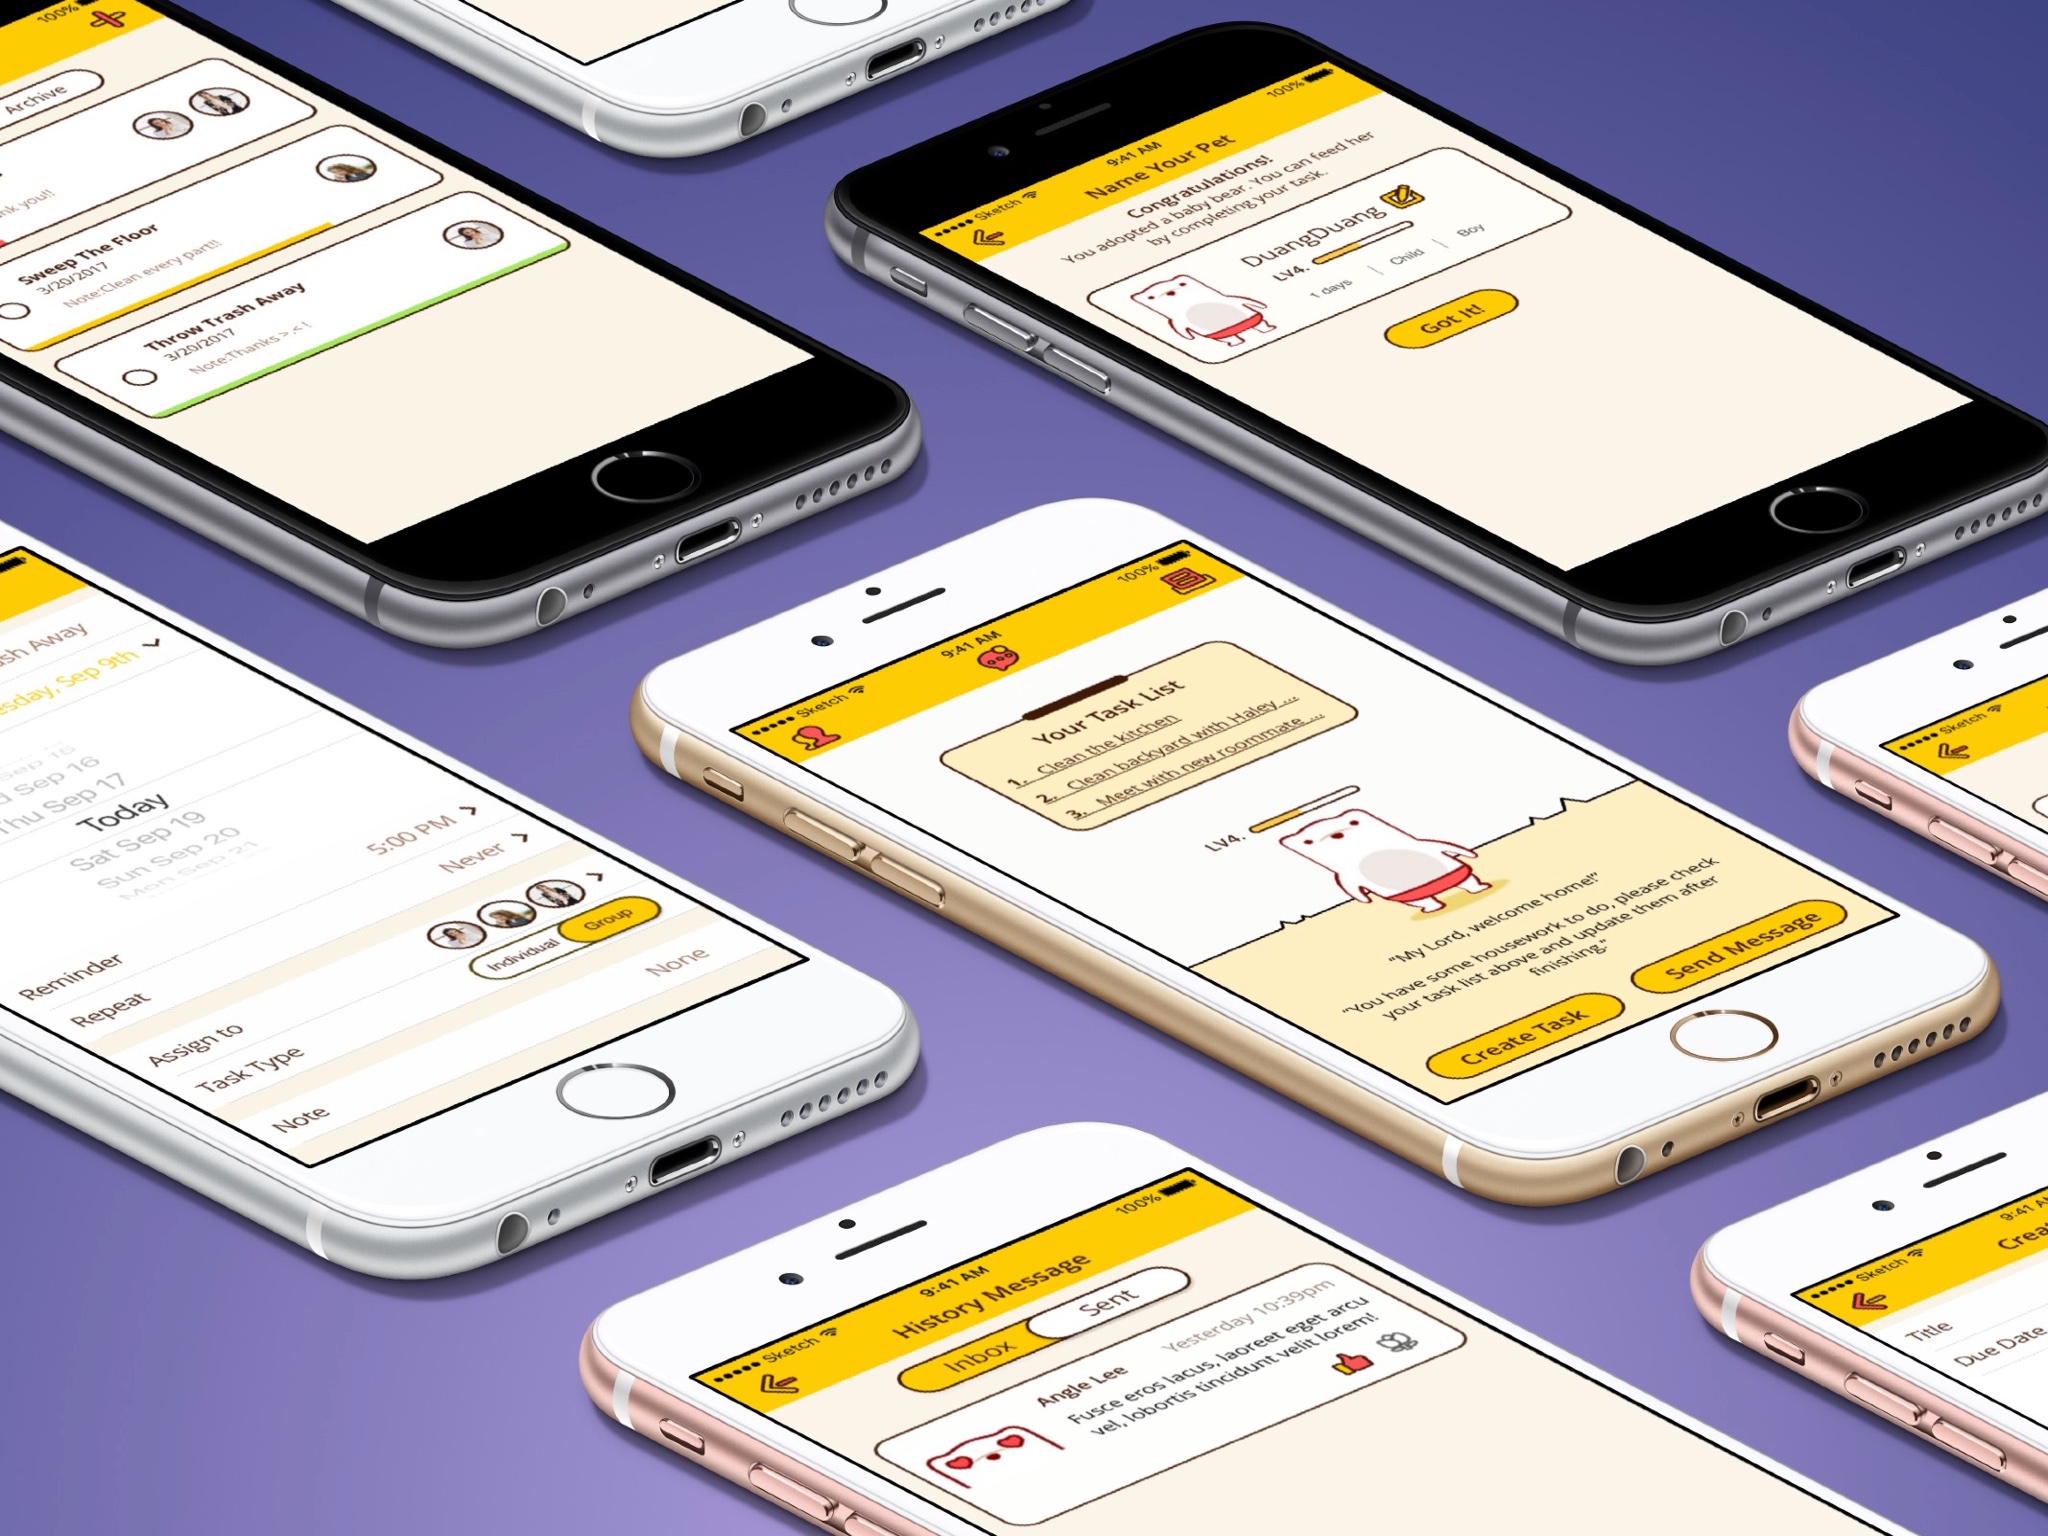 100%
Archive
nk you!!
Sweep The Floor
3/20/2017
Note:Clean every part!!
Throw Trash Away
3/20/2017
Note:Thanks >.< !
Sketch
9:41 AM
100%
Name Your Pet
Congratulations!
You adopted a baby bear. You can feed her
by completing your task.
DuangDuang
LV4.
1 days | Child | Boy
Got It!
sh Away
esday, Sep 9th
Sep 16
d Sep 16
Thu Sep 17
Today
Sat Sep 19
Sun Sep 20
Mon Sep 21
Reminder
5:00 PM
Repeat
Never
Assign to
Task Type
Individual
Group
Note
None
Sketch
9:41 AM
100%
Your Task List
1. Clean the kitchen
2. Clean backyard with Haley ...
3. Meet with new roommate ...
LV4.
“My Lord, welcome home!”
“You have some housework to do, please check
your task list above and update them after
finishing.”
Create Task
Send Message
Sketch
Sketch
9:41 AM
100%
History Message
Inbox
Sent
Angle Lee
Yesterday 10:39pm
Fusce eros lacus, laoreet eget arcu
vel, lobortis tincidunt velit lorem!
Sketch
9:41 AM
Crea
Title
Due Date